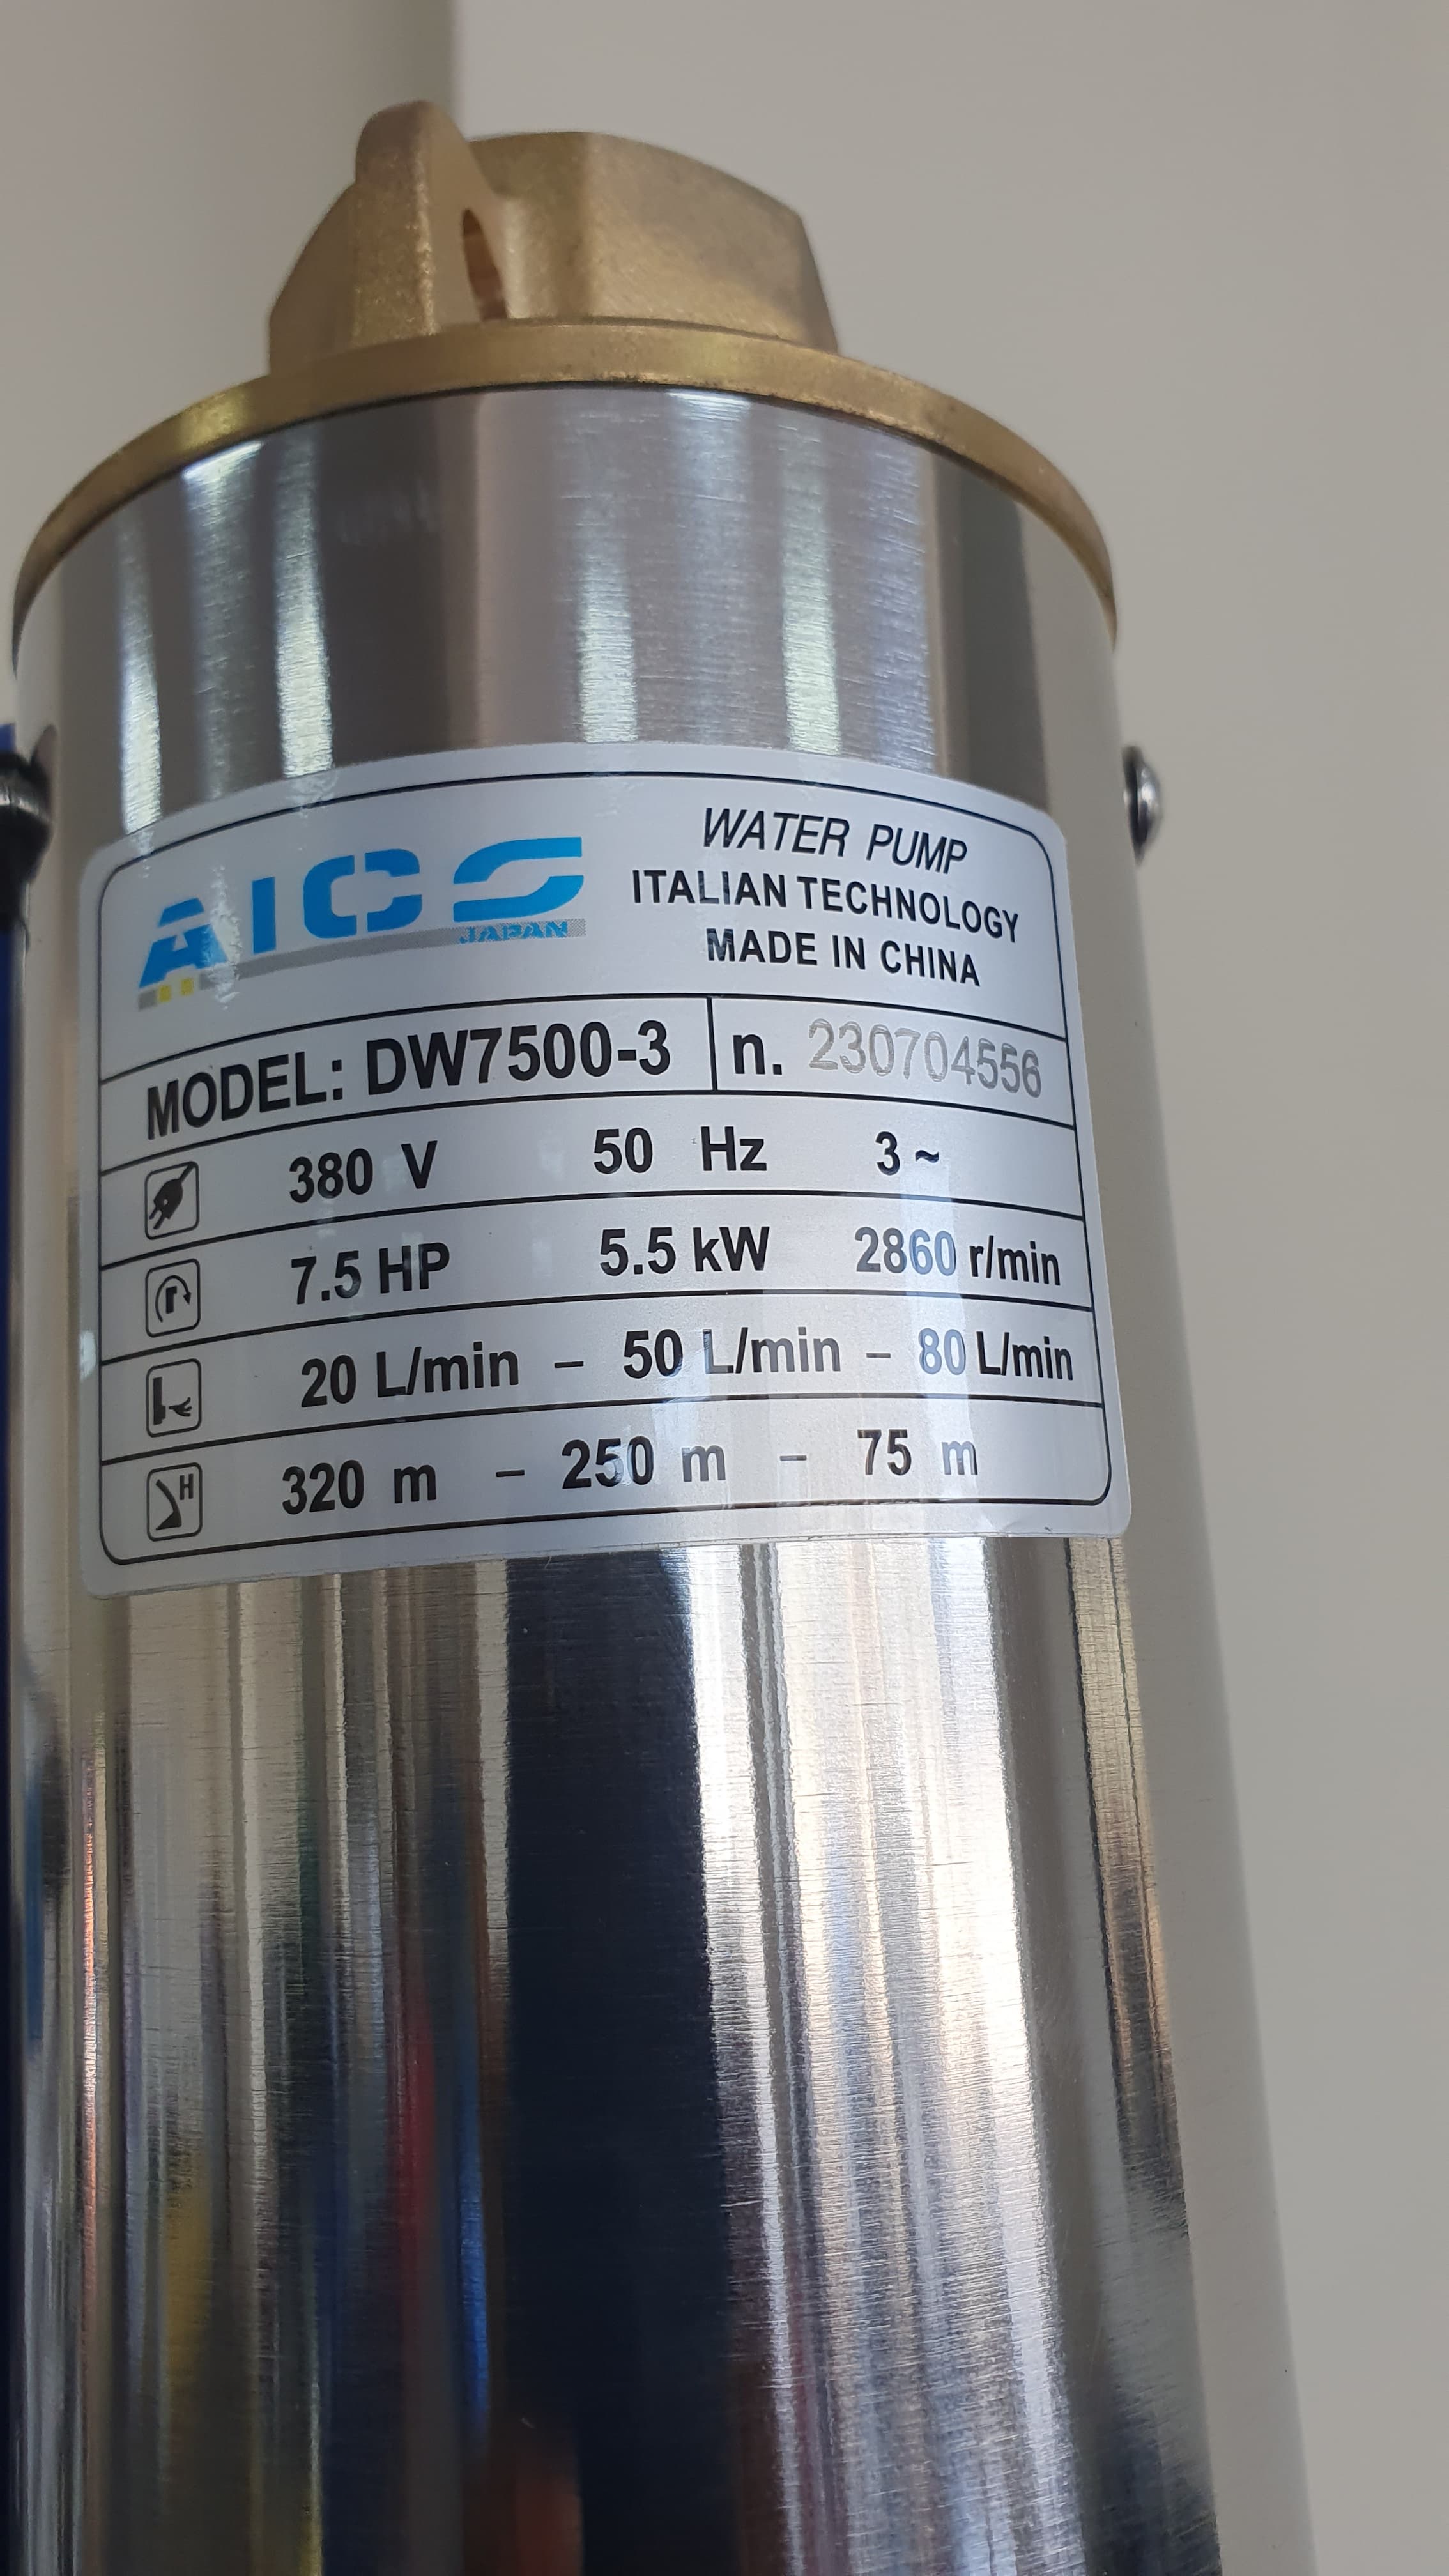 AICS
JAPAN
WATER PUMP
ITALIAN TECHNOLOGY
MADE IN CHINA
MODEL: DW7500-3 n. 230704556
380 V 50 Hz 3~
7.5 HP 5.5 kW 2860 r/min
20 L/min – 50 L/min – 80 L/min
H 320 m – 250 m – 75 m